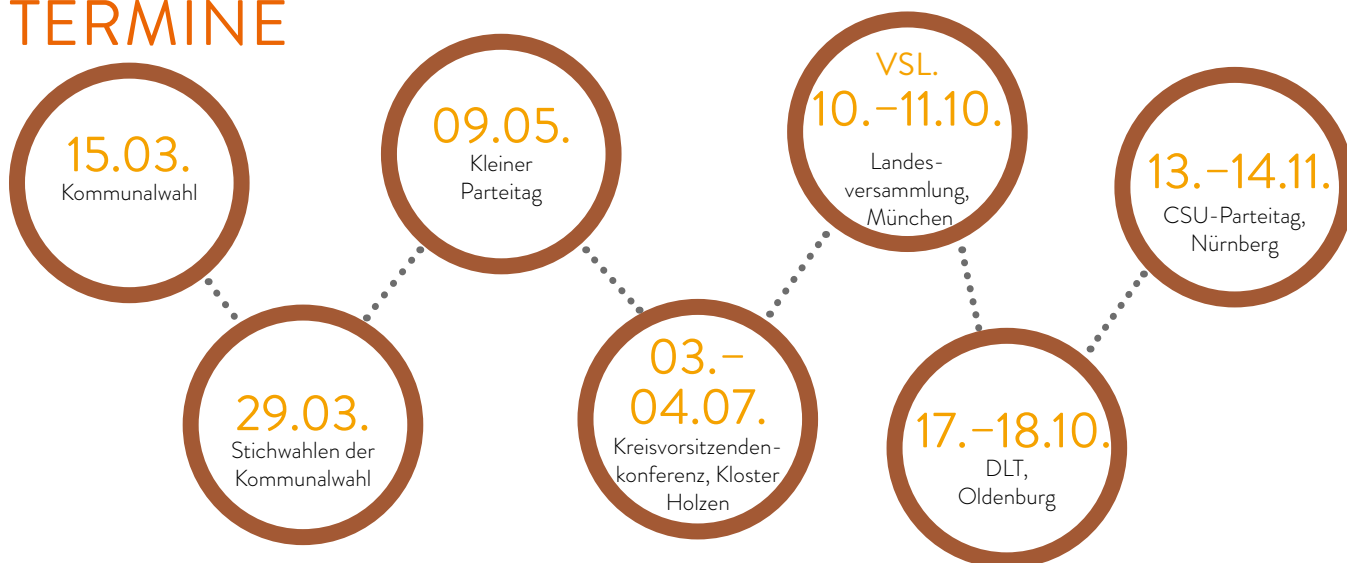 TERMINE
15.03.
Kommunalwahl
29.03.
Stichwahlen der
Kommunalwahl
09.05.
Kleiner
Parteitag
03.–
04.07.
Kreisvorsitzenden-
konferenz, Kloster
Holzen
VSL.
10.–11.10.
Landes-
versammlung,
München
17.–18.10.
DLT,
Oldenburg
13.–14.11.
CSU-Parteitag,
Nürnberg